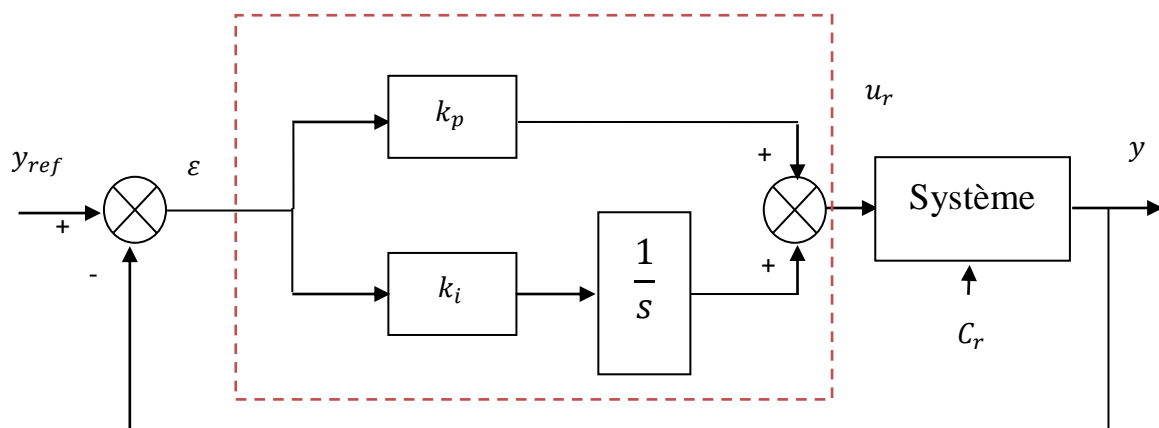 y_ref
+
-
ε
k_p
k_i
1
s
+
+
u_r
Système
C_r
y